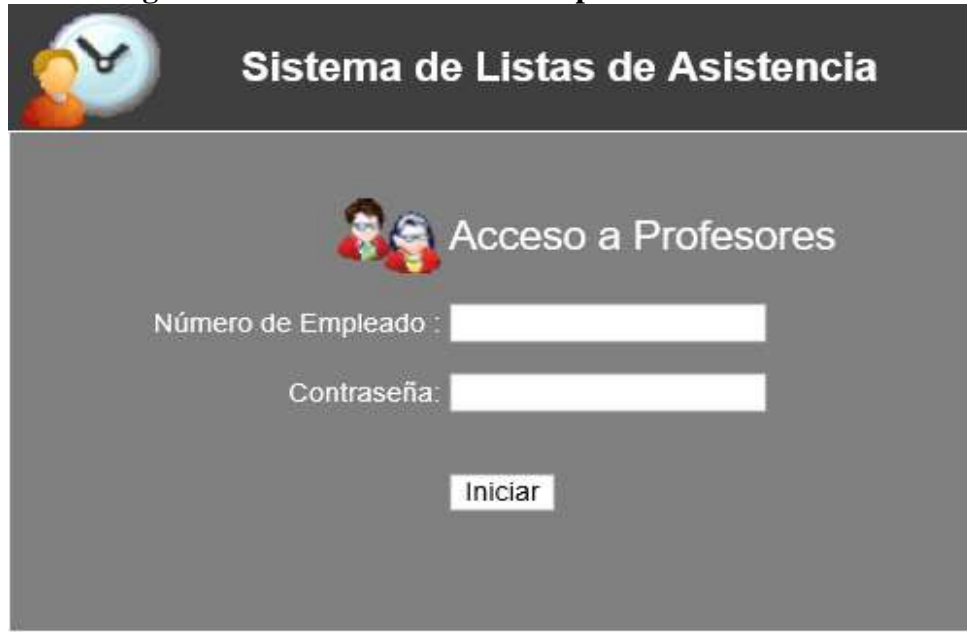 Sistema de Listas de Asistencia
Acceso a Profesores
Número de Empleado :
Contraseña:
Iniciar